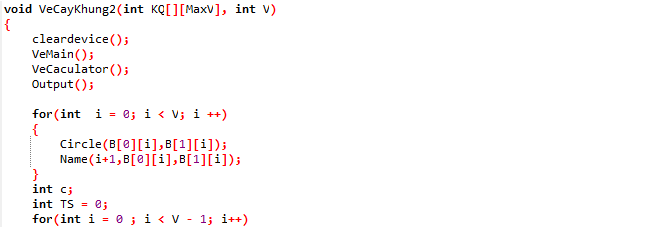 void VeCayKhung2(int KQ[][MaxV], int V)
{
    cleardevice();
    VeMain();
    VeCaculator();
    Output();

    for(int  i = 0; i < V; i ++)
    {
        Circle(B[0][i],B[1][i]);
        Name(i+1,B[0][i],B[1][i]);
    }
    int c;
    int TS = 0;
    for(int i = 0 ; i < V - 1; i++)